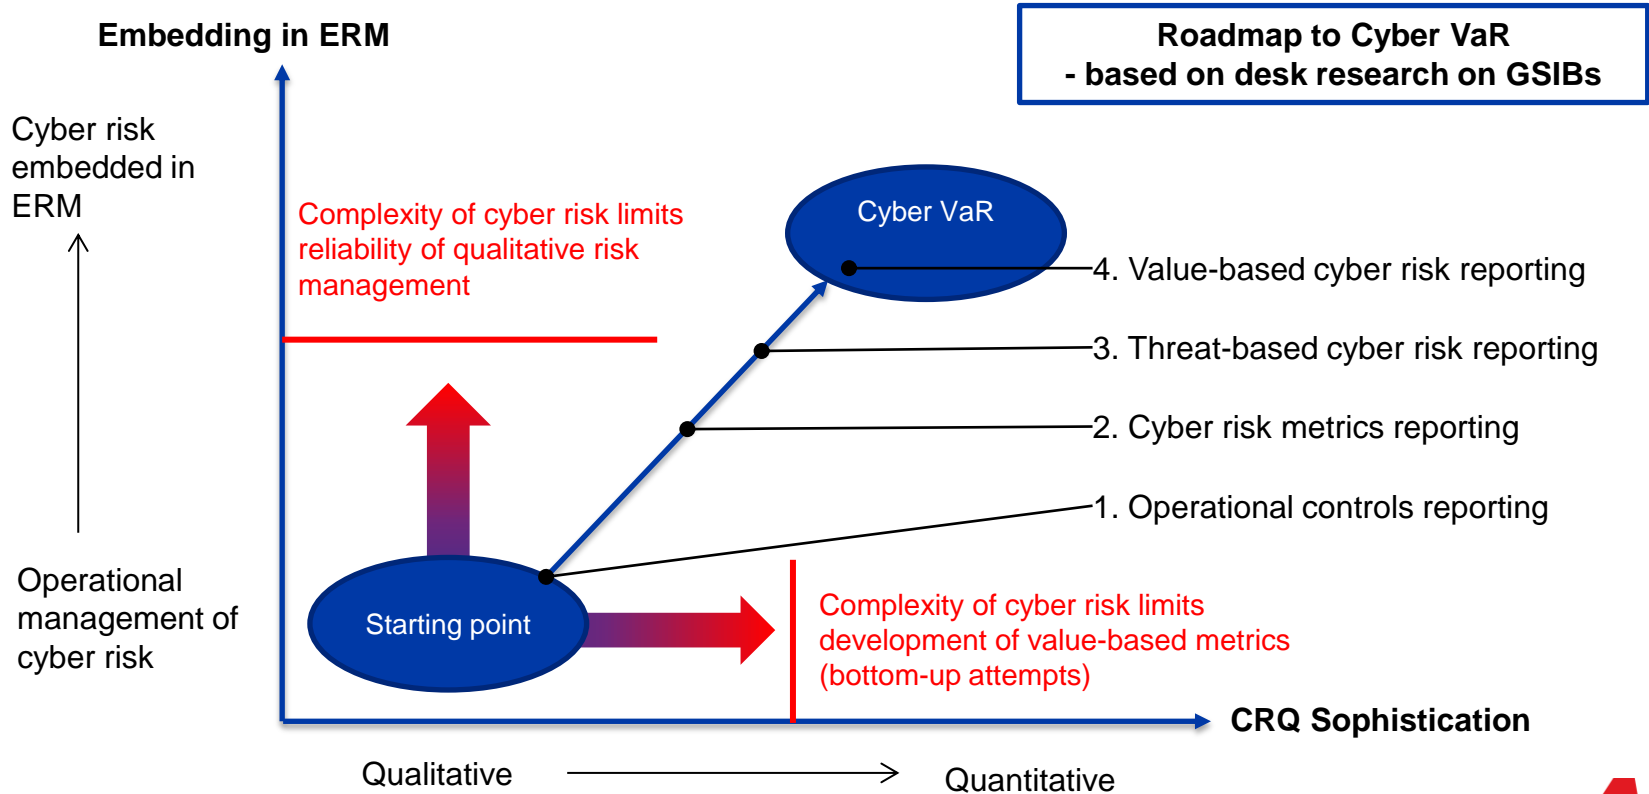 Embedding in ERM
Roadmap to Cyber VaR
- based on desk research on GSIBs
Cyber risk
embedded in
ERM
Complexity of cyber risk limits
reliability of qualitative risk
management
Cyber VaR
4. Value-based cyber risk reporting
3. Threat-based cyber risk reporting
2. Cyber risk metrics reporting
1. Operational controls reporting
Operational
management of
cyber risk
Starting point
Complexity of cyber risk limits
development of value-based metrics
(bottom-up attempts)
CRQ Sophistication
Qualitative
Quantitative